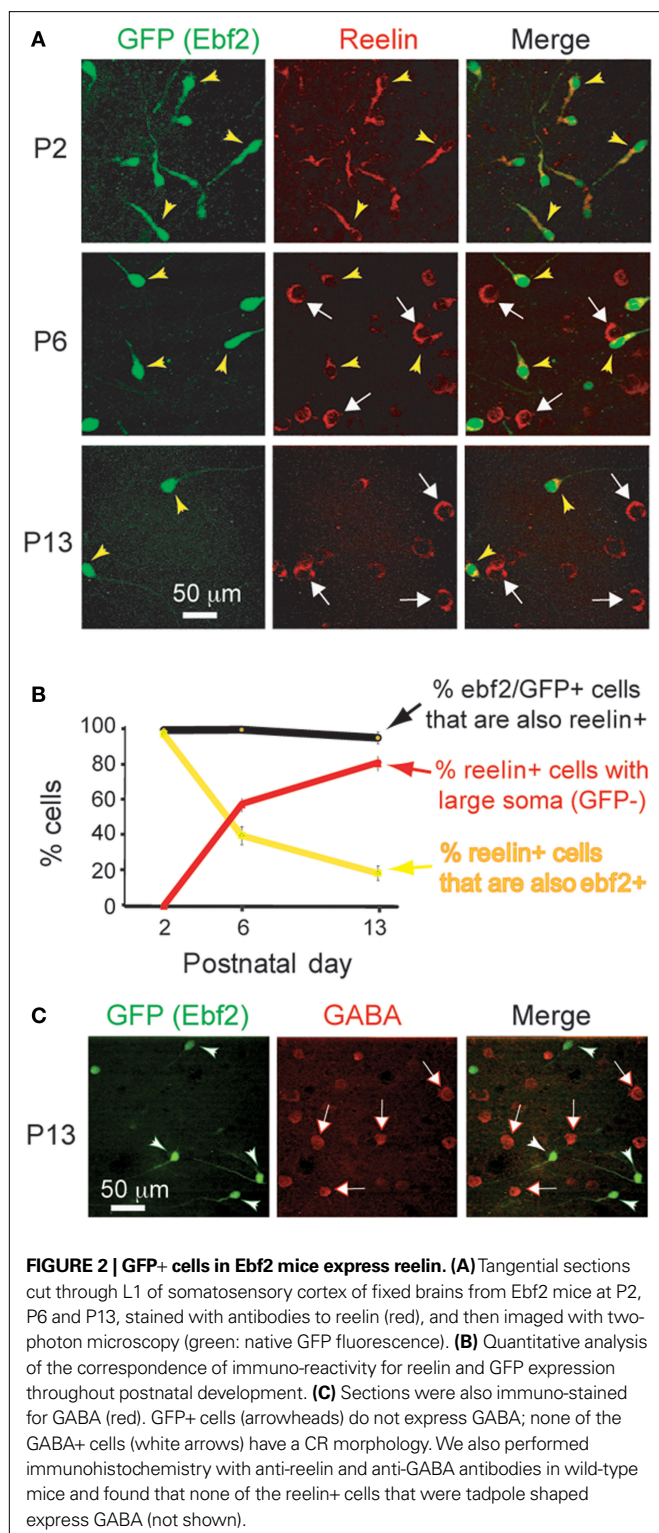 A
GFP (Ebf2) Reelin Merge
P2
P6
P13
50 μm
B
% cells
100
80
60
40
20
0
2 6 13
Postnatal day
% ebf2/GFP+ cells
that are also reelin+
% reelin+ cells with
large soma (GFP-)
% reelin+ cells
that are also ebf2+
C
GFP (Ebf2) GABA Merge
P13
50 μm
FIGURE 2 | GFP+ cells in Ebf2 mice express reelin. (A) Tangential sections
cut through L1 of somatosensory cortex of fixed brains from Ebf2 mice at P2,
P6 and P13, stained with antibodies to reelin (red), and then imaged with two-
photon microscopy (green: native GFP fluorescence). (B) Quantitative analysis
of the correspondence of immuno-reactivity for reelin and GFP expression
throughout postnatal development. (C) Sections were also immuno-stained
for GABA (red). GFP+ cells (arrowheads) do not express GABA; none of the
GABA+ cells (white arrows) have a CR morphology. We also performed
immunohistochemistry with anti-reelin and anti-GABA antibodies in wild-type
mice and found that none of the reelin+ cells that were tadpole shaped
express GABA (not shown).